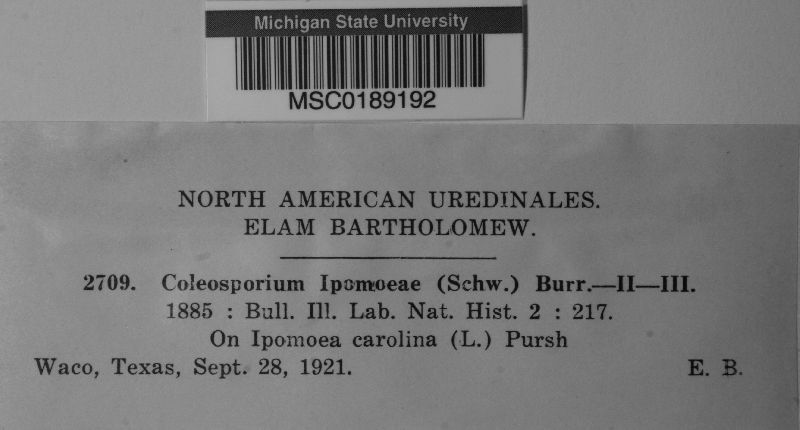 Michigan State University
MSC0189192
NORTH AMERICAN UREDINALES.
ELAM BARTHOLOMEW.
2709. Coleosporium Ipomoeae (Schw.) Burr.—II—III.
1885 : Bull. Ill. Lab. Nat. Hist. 2 : 217.
On Ipomoea carolina (L.) Pursh
Waco, Texas, Sept. 28, 1921. E. B.